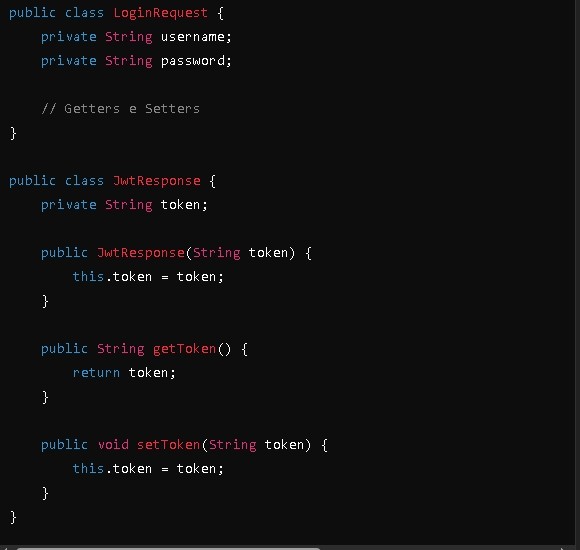 public class LoginRequest {
    private String username;
    private String password;

    // Getters e Setters
}

public class JwtResponse {
    private String token;

    public JwtResponse(String token) {
        this.token = token;
    }

    public String getToken() {
        return token;
    }

    public void setToken(String token) {
        this.token = token;
    }
}